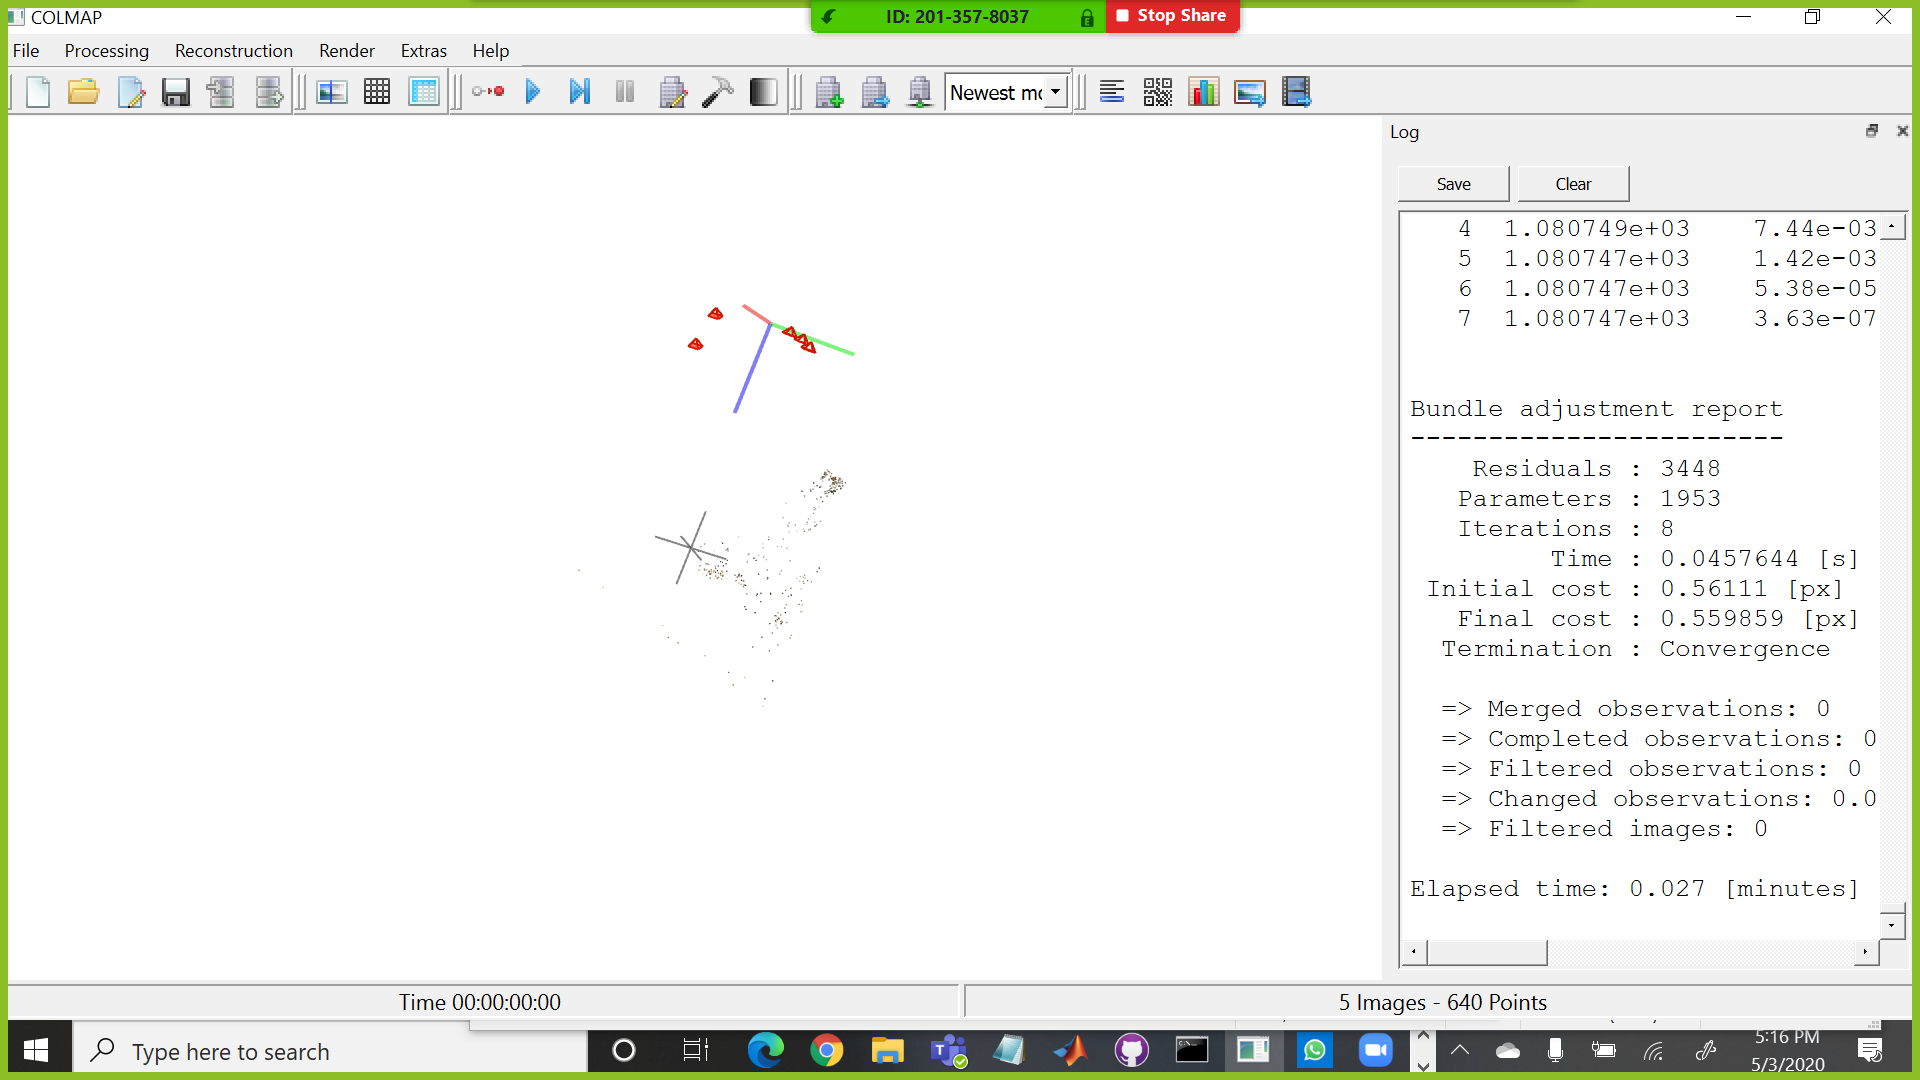 COLMAP
ID: 201-357-8037
Stop Share
File Processing Reconstruction Render Extras Help
Newest mo
Log
Save Clear
4 1.080749e+03 7.44e-03
5 1.080747e+03 1.42e-03
6 1.080747e+03 5.38e-05
7 1.080747e+03 3.63e-07
Bundle adjustment report
------------------------
Residuals : 3448
Parameters : 1953
Iterations : 8
Time : 0.0457644 [s]
Initial cost : 0.56111 [px]
Final cost : 0.559859 [px]
Termination : Convergence
=> Merged observations: 0
=> Completed observations: 0
=> Filtered observations: 0
=> Changed observations: 0.0
=> Filtered images: 0
Elapsed time: 0.027 [minutes]
Time 00:00:00:00
5 Images - 640 Points
Type here to search
5:16 PM
5/3/2020